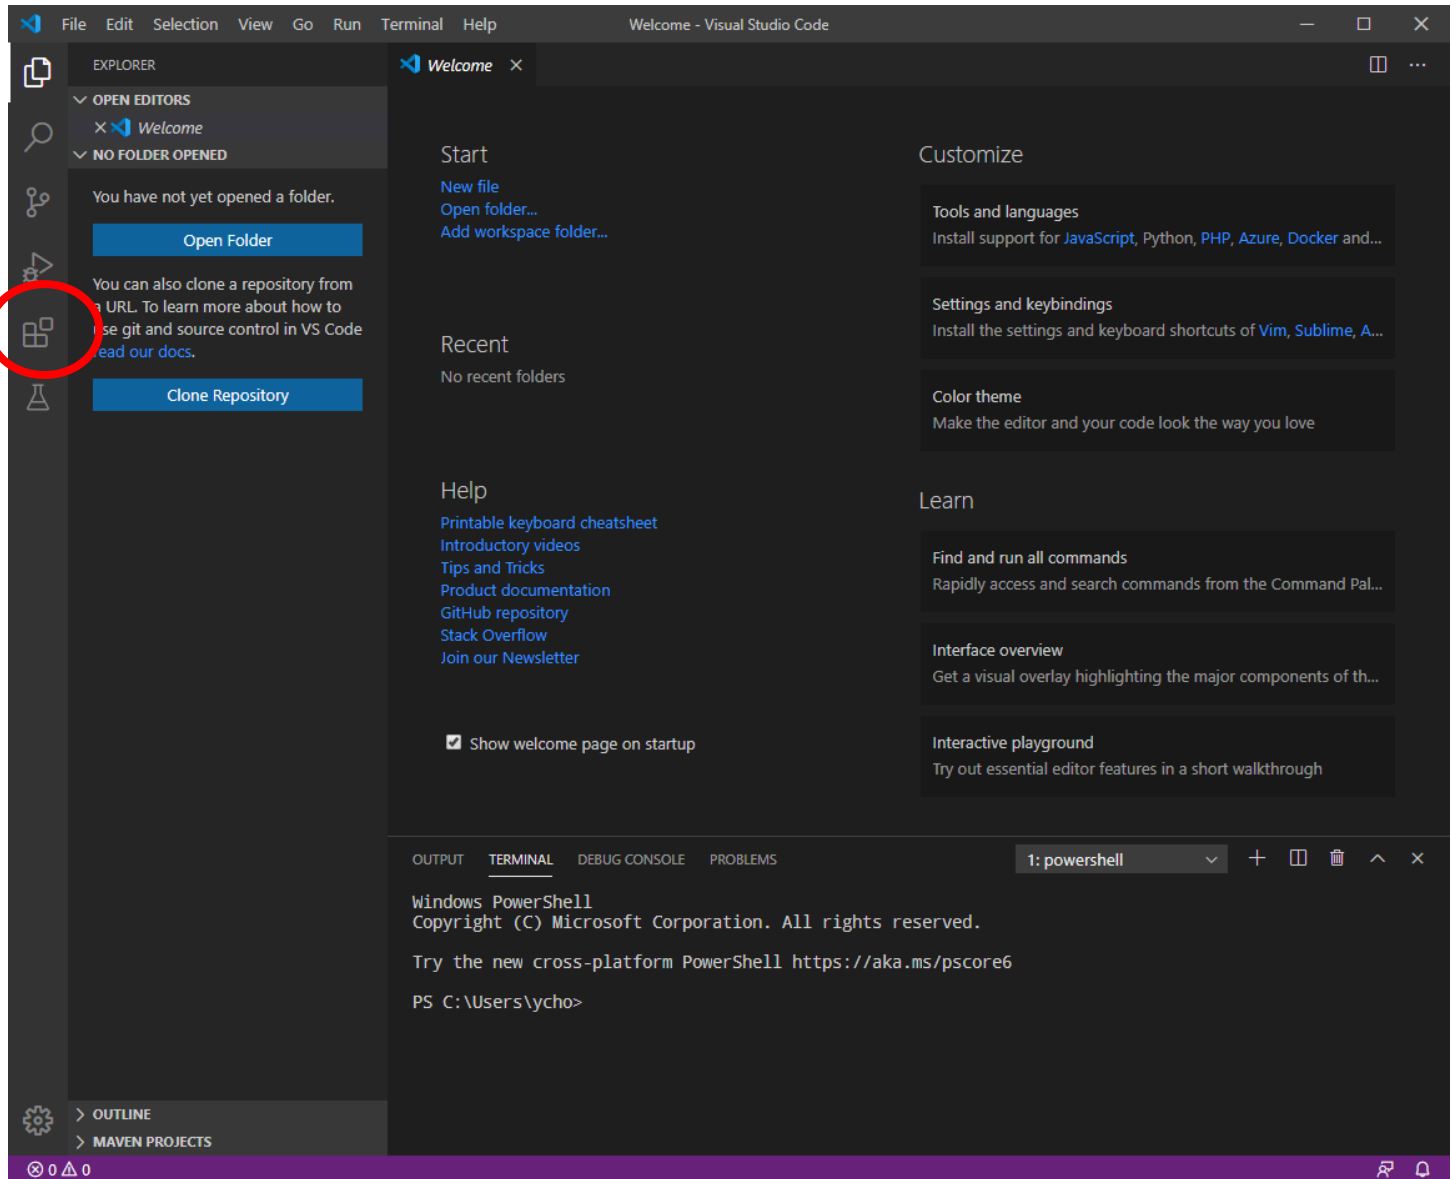 File Edit Selection View Go Run Terminal Help Welcome - Visual Studio Code
EXPLORER
OPEN EDITORS
Welcome
NO FOLDER OPENED
You have not yet opened a folder.
Open Folder
You can also clone a repository from
a URL. To learn more about how to
use git and source control in VS Code
read our docs.
Clone Repository
OUTLINE
MAVEN PROJECTS
Welcome
Start
New file
Open folder...
Add workspace folder...
Recent
No recent folders
Help
Printable keyboard cheatsheet
Introductory videos
Tips and Tricks
Product documentation
GitHub repository
Stack Overflow
Join our Newsletter
Show welcome page on startup
Customize
Tools and languages
Install support for JavaScript, Python, PHP, Azure, Docker and...
Settings and keybindings
Install the settings and keyboard shortcuts of Vim, Sublime, A...
Color theme
Make the editor and your code look the way you love
Learn
Find and run all commands
Rapidly access and search commands from the Command Pal...
Interface overview
Get a visual overlay highlighting the major components of th...
Interactive playground
Try out essential editor features in a short walkthrough
OUTPUT TERMINAL DEBUG CONSOLE PROBLEMS 1: powershell
Windows PowerShell
Copyright (C) Microsoft Corporation. All rights reserved.
Try the new cross-platform PowerShell https://aka.ms/pscore6
PS C:\Users\ycho>
0 0